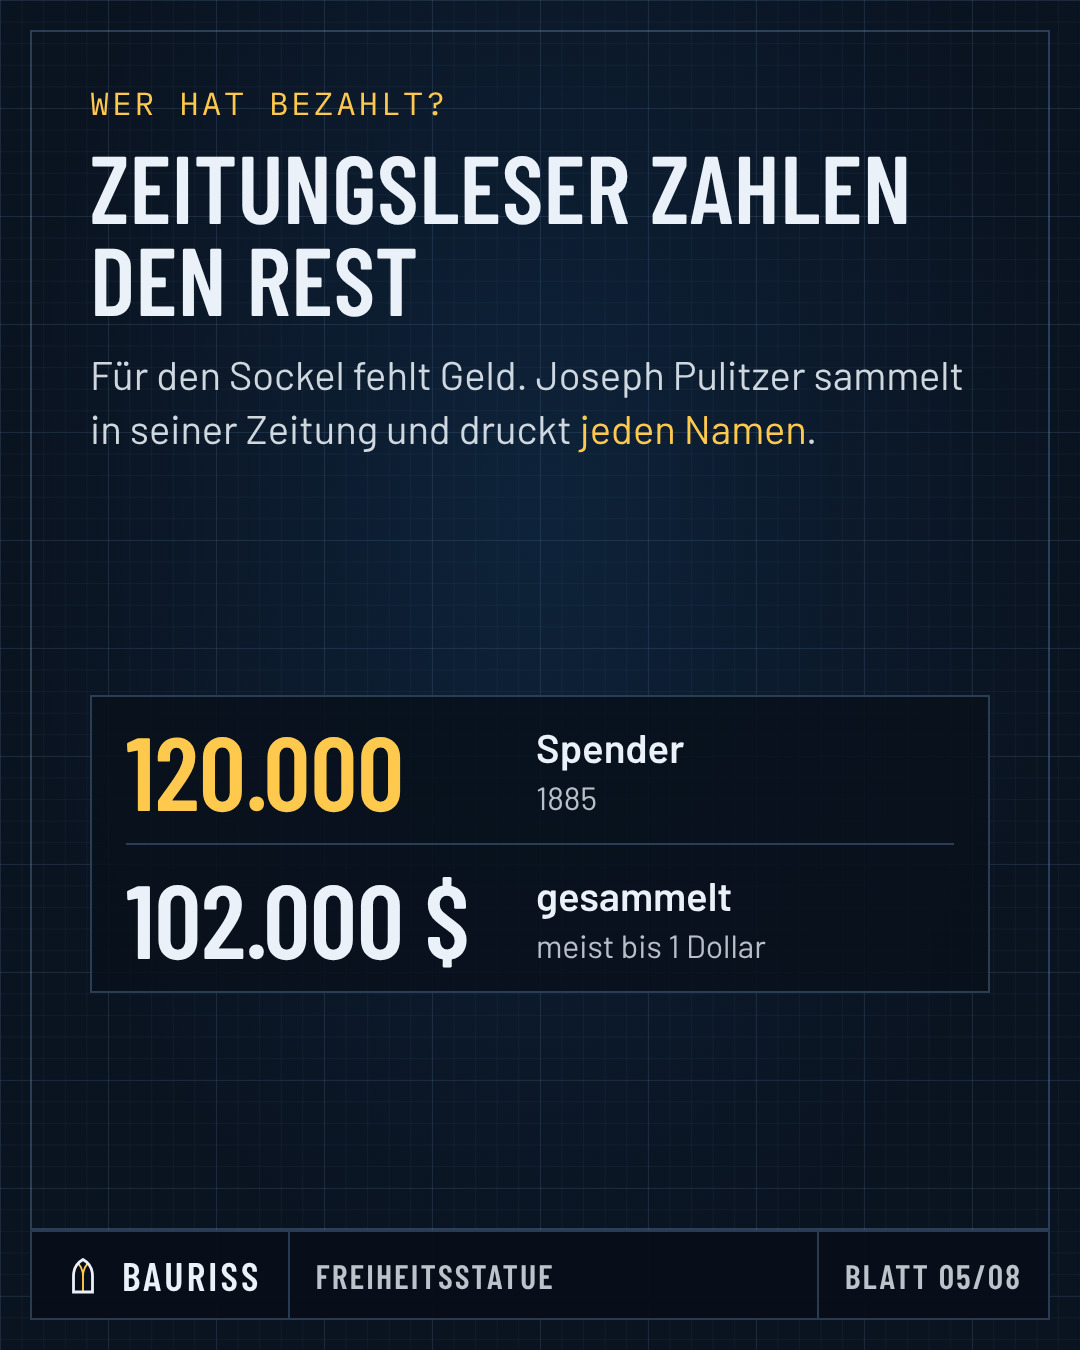 WER HAT BEZAHLT?
ZEITUNGSLESER ZAHLEN
DEN REST
Für den Sockel fehlt Geld. Joseph Pulitzer sammelt
in seiner Zeitung und druckt jeden Namen.
120.000
Spender
1885
102.000 $
gesammelt
meist bis 1 Dollar
BAURISS
FREIHEITSSTATUE
BLATT 05/08